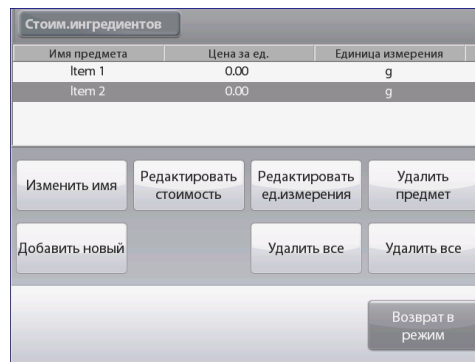 Стоим.ингредиентов
Имя предмета Цена за ед. Единица измерения
Item 1 0.00 g
Item 2 0.00 g
Изменить имя Редактировать стоимость Редактировать ед.измерения Удалить предмет
Добавить новый Удалить все Удалить все
Возврат в
режим